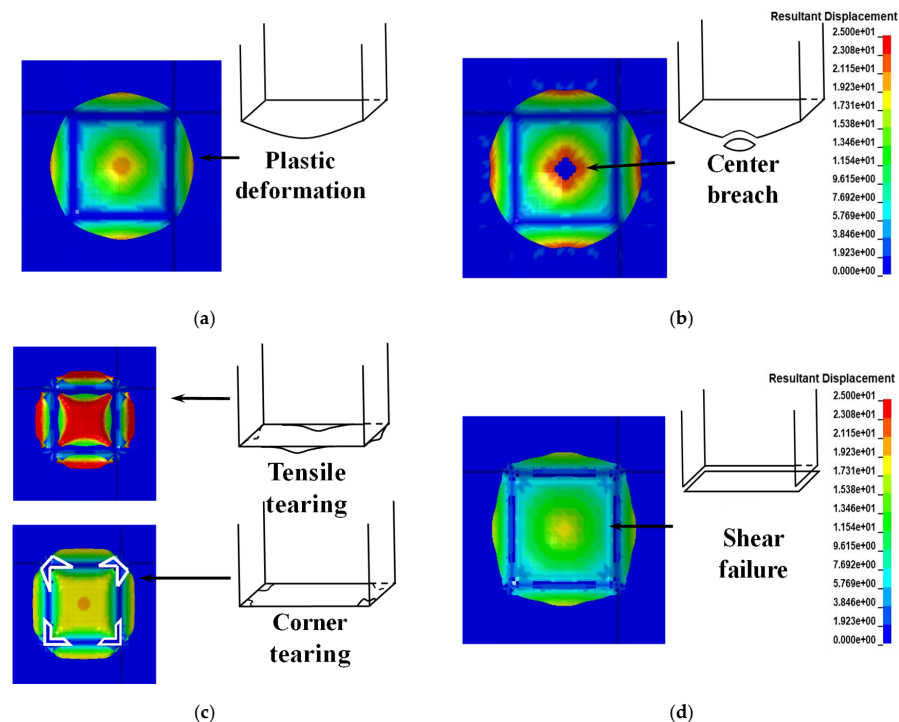 Resultant Displacement
2.500e+01
2.308e+01
2.115e+01
1.923e+01
1.731e+01
1.538e+01
1.346e+01
1.154e+01
9.615e+00
7.692e+00
5.769e+00
3.846e+00
1.923e+00
0.000e+00
Plastic
deformation
Center
breach
(a)
(b)
Tensile
tearing
Corner
tearing
Resultant Displacement
2.500e+01
2.308e+01
2.115e+01
1.923e+01
1.731e+01
1.538e+01
1.346e+01
1.154e+01
9.615e+00
7.692e+00
5.769e+00
3.846e+00
1.923e+00
0.000e+00
Shear
failure
(c)
(d)